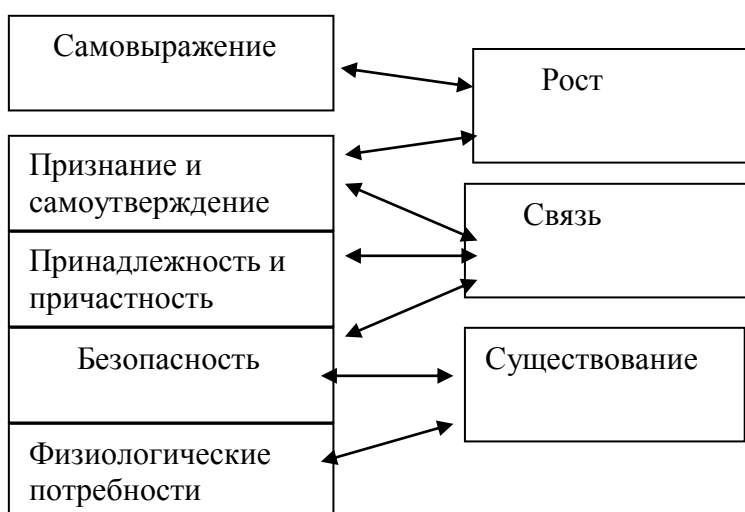 Самовыражение
Признание и
самоутверждение
Принадлежность и
причастность
Безопасность
Физиологические
потребности
Рост
Связь
Существование